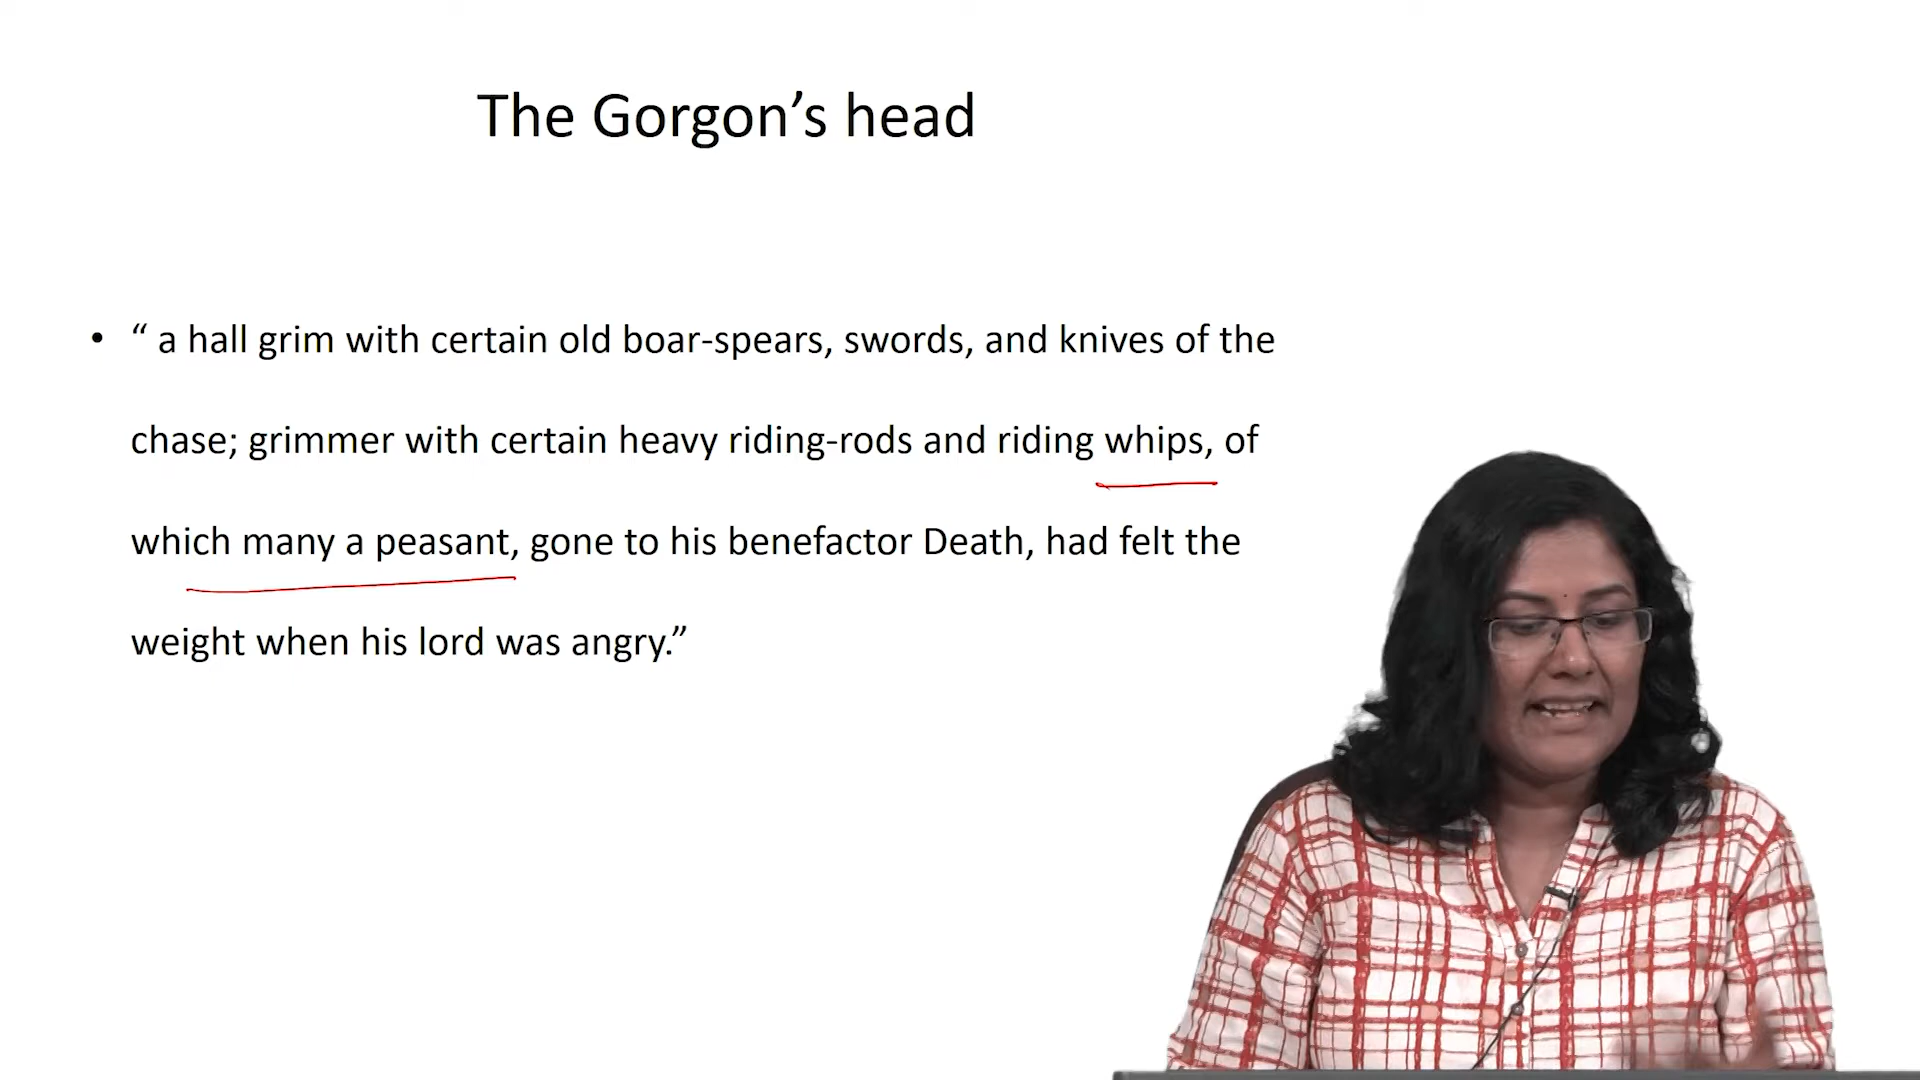 The Gorgon’s head
• “ a hall grim with certain old boar-spears, swords, and knives of the
chase; grimmer with certain heavy riding-rods and riding whips, of
which many a peasant, gone to his benefactor Death, had felt the
weight when his lord was angry.”